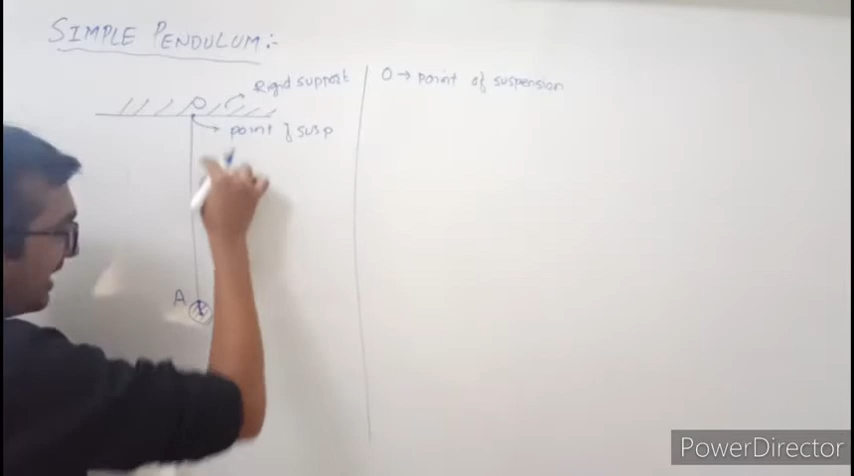 SIMPLE PENDULUM:-
Rigid support
O → point of suspension
O
point of susp
A
PowerDirector